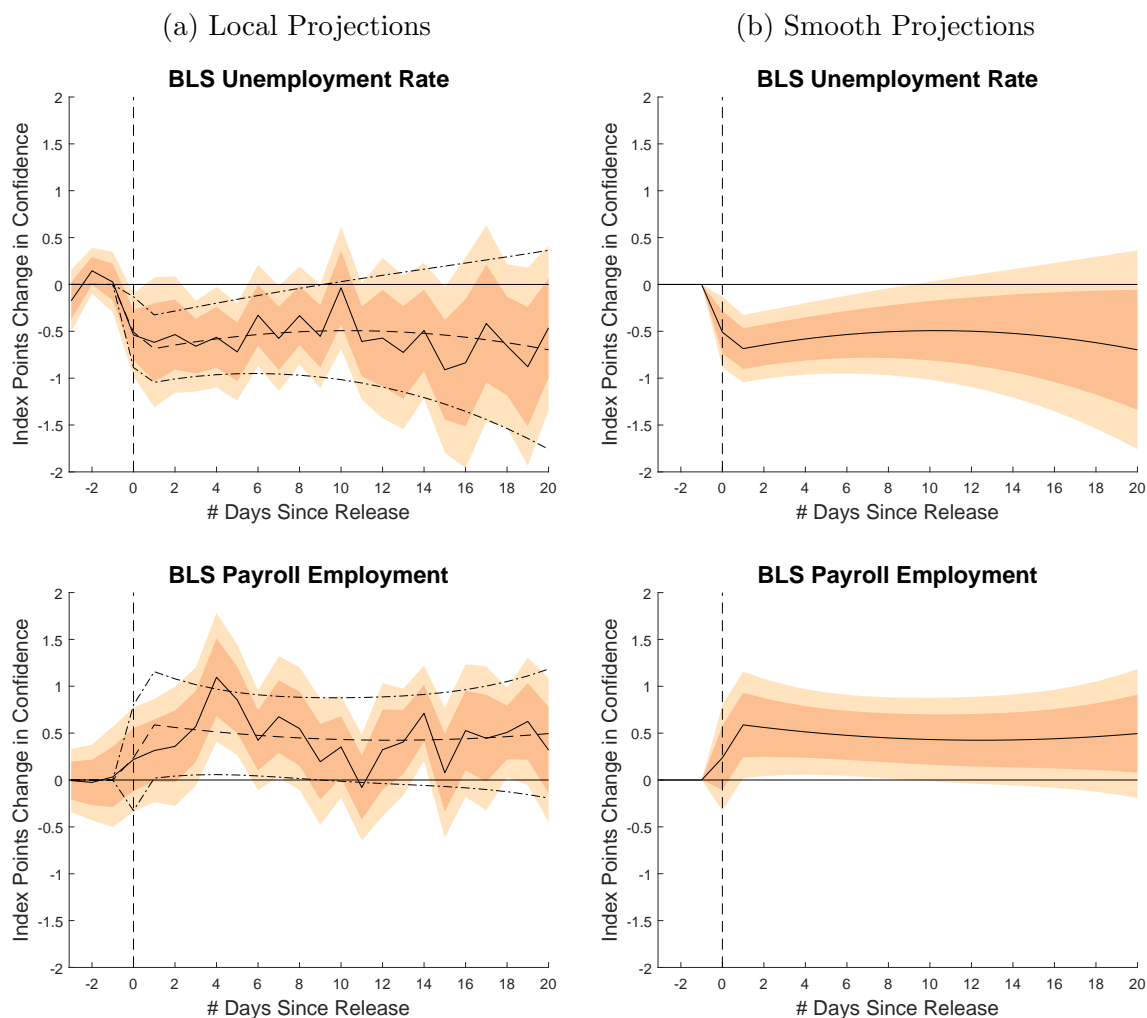 (a) Local Projections
(b) Smooth Projections
BLS Unemployment Rate
2
1.5
1
0.5
0
-0.5
-1
-1.5
-2
Index Points Change in Confidence
-2 0 2 4 6 8 10 12 14 16 18 20
# Days Since Release
BLS Unemployment Rate
2
1.5
1
0.5
0
-0.5
-1
-1.5
-2
Index Points Change in Confidence
-2 0 2 4 6 8 10 12 14 16 18 20
# Days Since Release
BLS Payroll Employment
2
1.5
1
0.5
0
-0.5
-1
-1.5
-2
Index Points Change in Confidence
-2 0 2 4 6 8 10 12 14 16 18 20
# Days Since Release
BLS Payroll Employment
2
1.5
1
0.5
0
-0.5
-1
-1.5
-2
Index Points Change in Confidence
-2 0 2 4 6 8 10 12 14 16 18 20
# Days Since Release